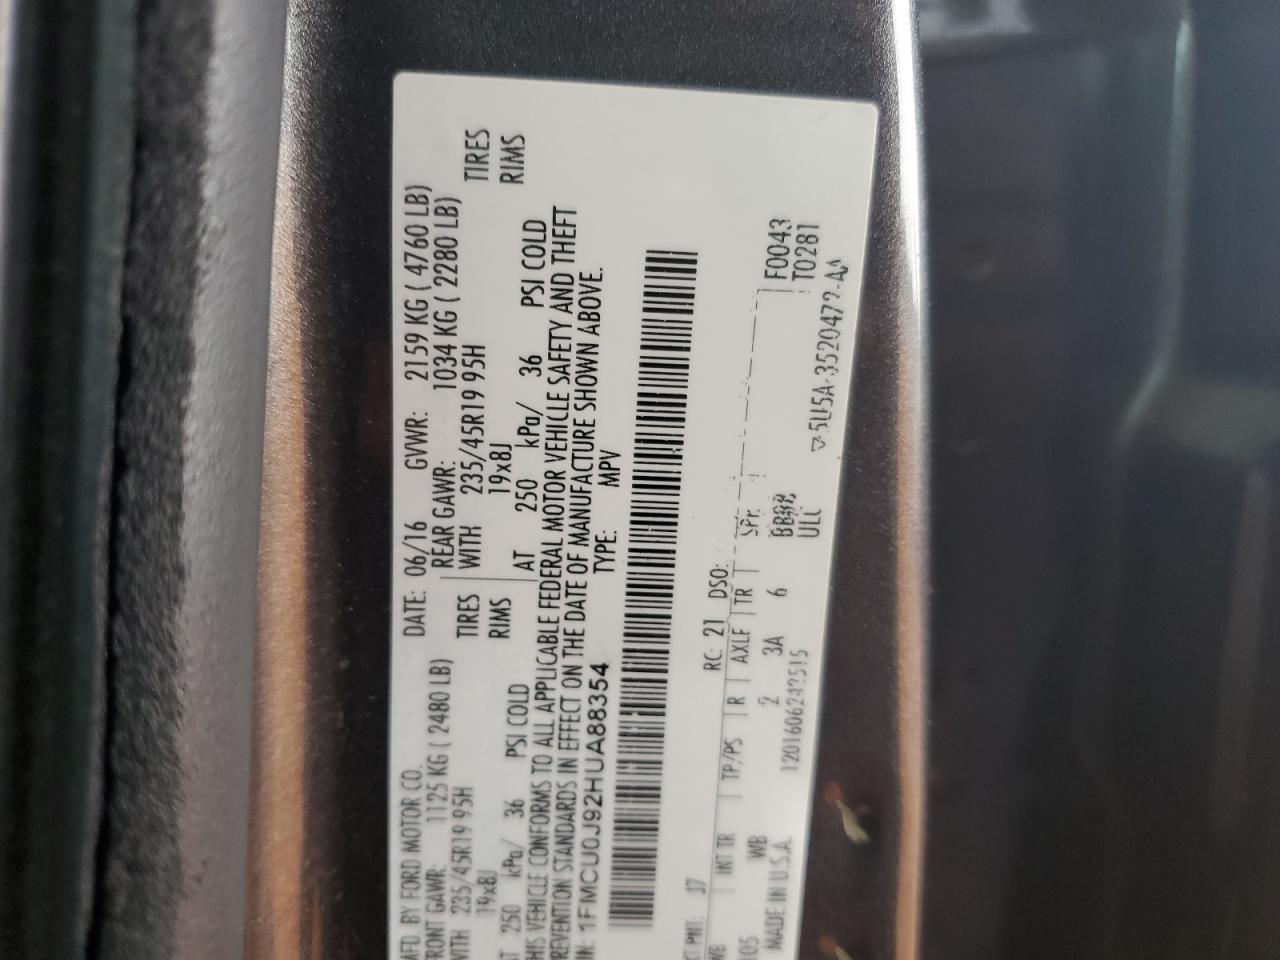 MFD. BY FORD MOTOR CO.
DATE: 06/16 GVWR: 2159 KG ( 4760 LB)
FRONT GAWR: 1125 KG ( 2480 LB) REAR GAWR: 1034 KG ( 2280 LB)
WITH 235/45R19 95H TIRES WITH 235/45R19 95H TIRES
19x8J RIMS 19x8J RIMS
AT 250 kPa/ 36 PSI COLD AT 250 kPa/ 36 PSI COLD
THIS VEHICLE CONFORMS TO ALL APPLICABLE FEDERAL MOTOR VEHICLE SAFETY AND THEFT
PREVENTION STANDARDS IN EFFECT ON THE DATE OF MANUFACTURE SHOWN ABOVE.
VIN: 1FMCU0J92HUA88354 TYPE: MPV
PNT: J7 RC: 21 DSO:
WB INT TR TP/PS R AXLE TR SPR
105 WB 2 3A 6 F0043
ULC T0281
MADE IN U.S.A.